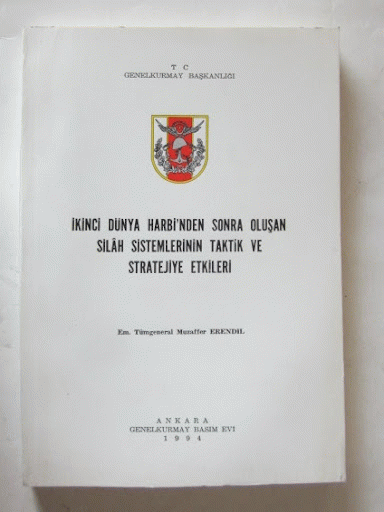 T C
GENELKURMAY BAŞKANLIĞI
İKİNCİ DÜNYA HARBİ'NDEN SONRA OLUŞAN
SİLÂH SİSTEMLERİNİN TAKTİK VE
STRATEJİYE ETKİLERİ
Em. Tümgeneral Muzaffer ERENDİL
ANKARA
GENELKURMAY BASIM EVİ
1994